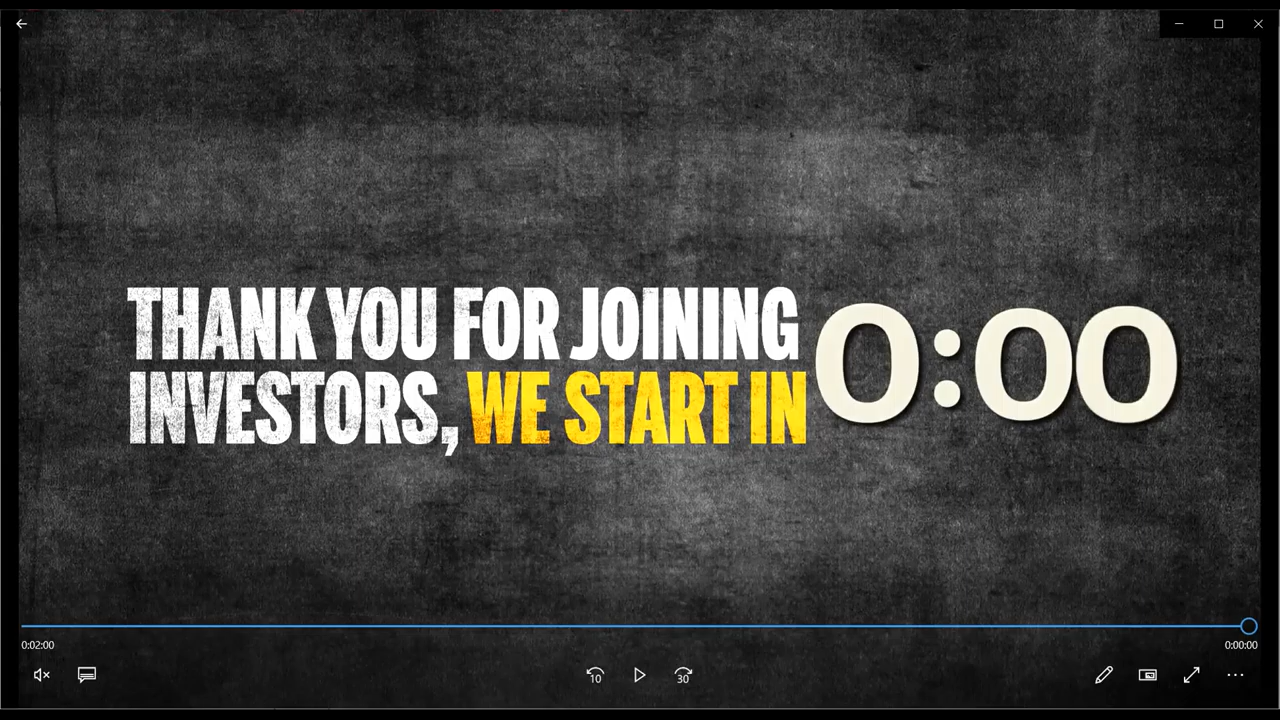 THANK YOU FOR JOINING
INVESTORS, WE START IN
0:00
0:02:00
0:00:00
10
30